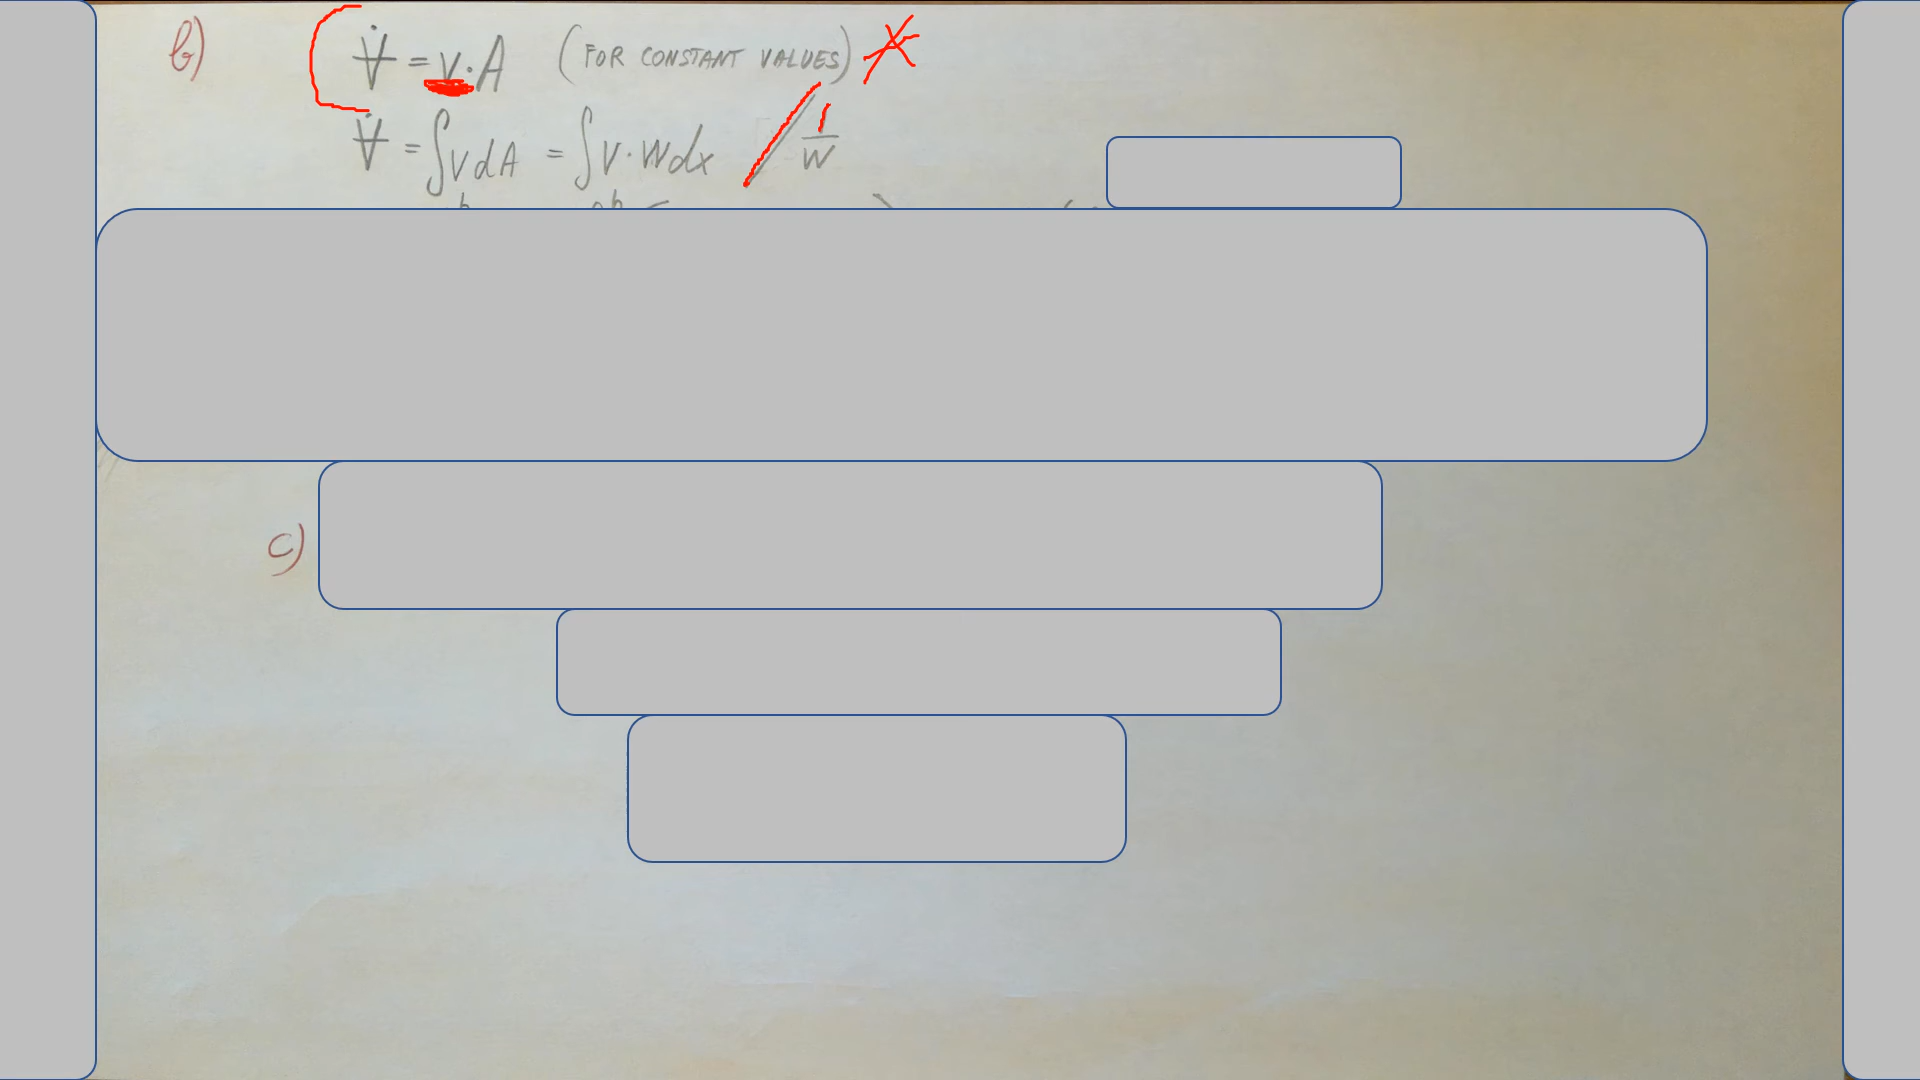 b) V̇ = v · A (FOR CONSTANT VALUES)
V̇ = ∫ v dA = ∫ v · W dx / 1/W
c)